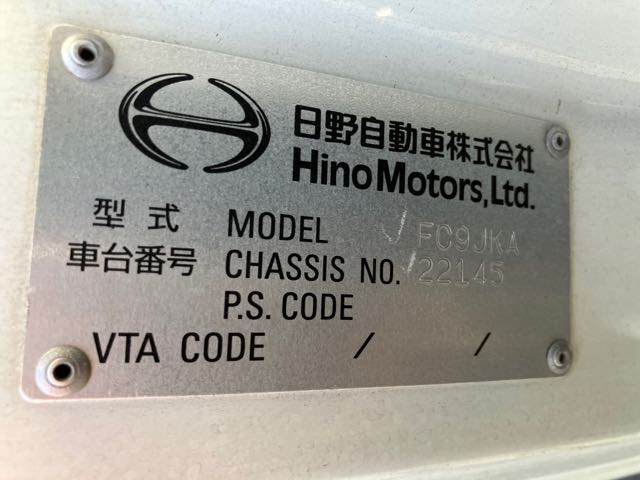 日野自動車株式会社
Hino Motors, Ltd.
型式 MODEL FC9JKA
車台番号 CHASSIS NO. 22145
P.S. CODE
VTA CODE / /